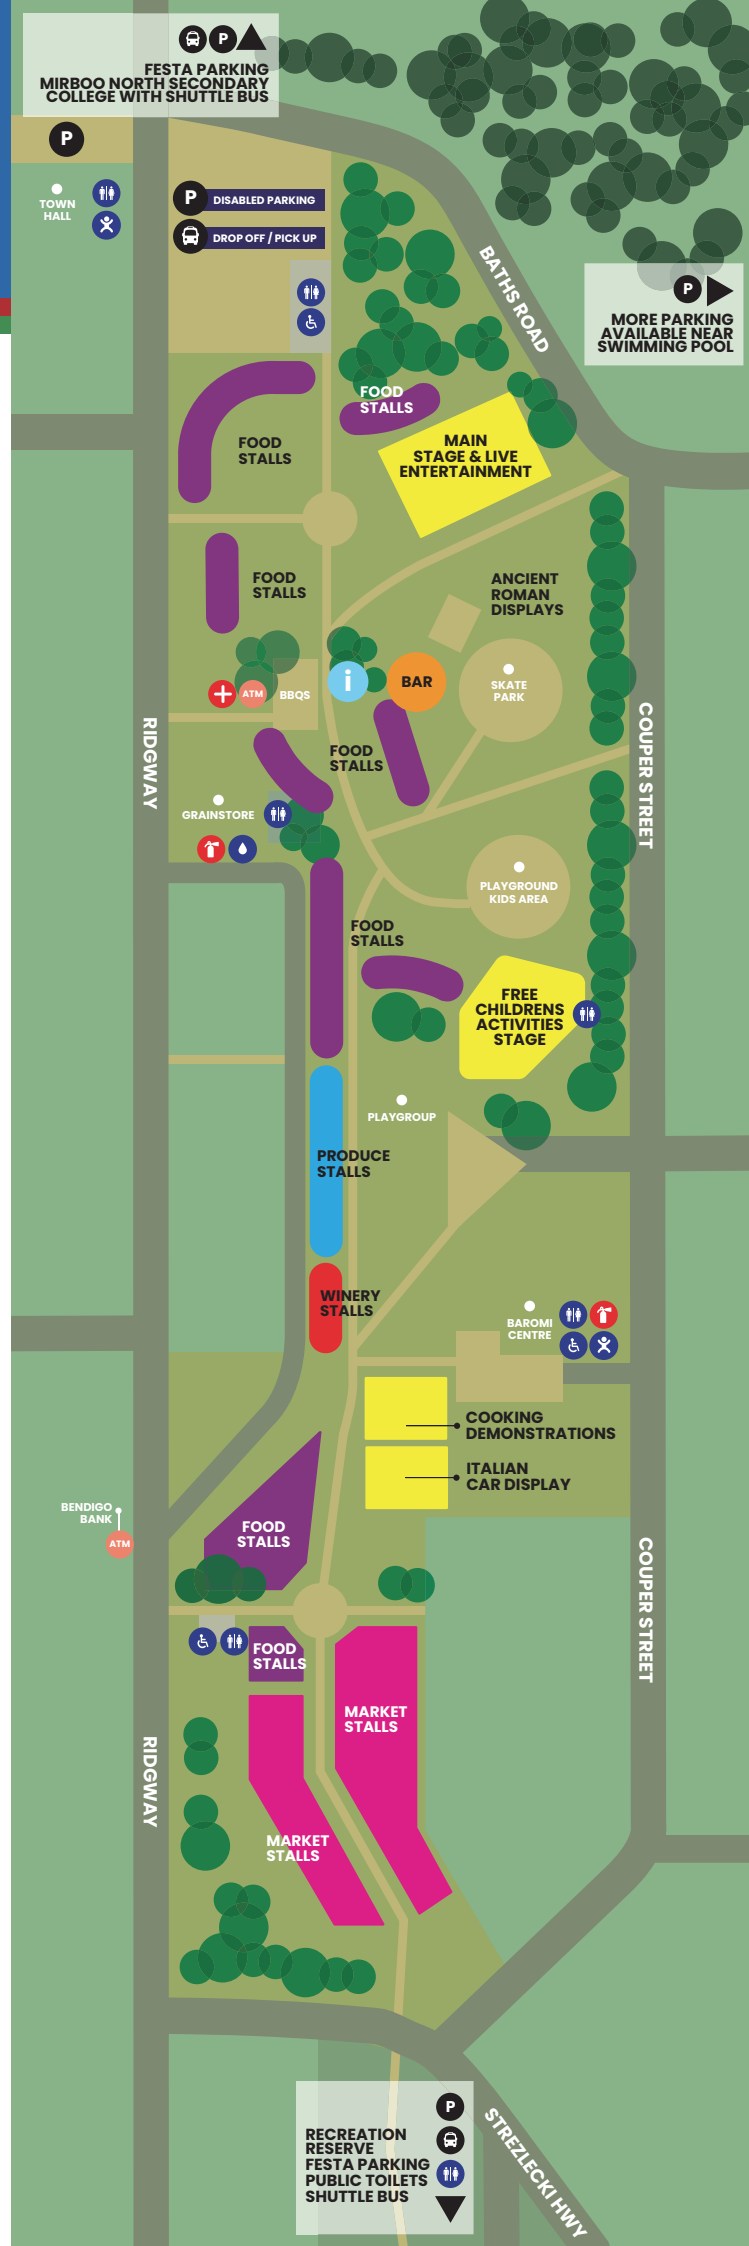 P
FESTA PARKING
MIRBOO NORTH SECONDARY
COLLEGE WITH SHUTTLE BUS
P
TOWN
HALL
P DISABLED PARKING
DROP OFF / PICK UP
BATHS ROAD
P
MORE PARKING
AVAILABLE NEAR
SWIMMING POOL
FOOD
STALLS
FOOD
STALLS
MAIN
STAGE & LIVE
ENTERTAINMENT
FOOD
STALLS
ANCIENT
ROMAN
DISPLAYS
ATM
BBQS
i
BAR
SKATE
PARK
RIDGWAY
FOOD
STALLS
COUPER STREET
GRAINSTORE
PLAYGROUND
KIDS AREA
FOOD
STALLS
FREE
CHILDRENS
ACTIVITIES
STAGE
PLAYGROUP
PRODUCE
STALLS
WINERY
STALLS
BAROMI
CENTRE
COOKING
DEMONSTRATIONS
ITALIAN
CAR DISPLAY
BENDIGO
BANK
ATM
FOOD
STALLS
COUPER STREET
FOOD
STALLS
MARKET
STALLS
RIDGWAY
MARKET
STALLS
P
RECREATION
RESERVE
FESTA PARKING
PUBLIC TOILETS
SHUTTLE BUS
STREZLECKI HWY